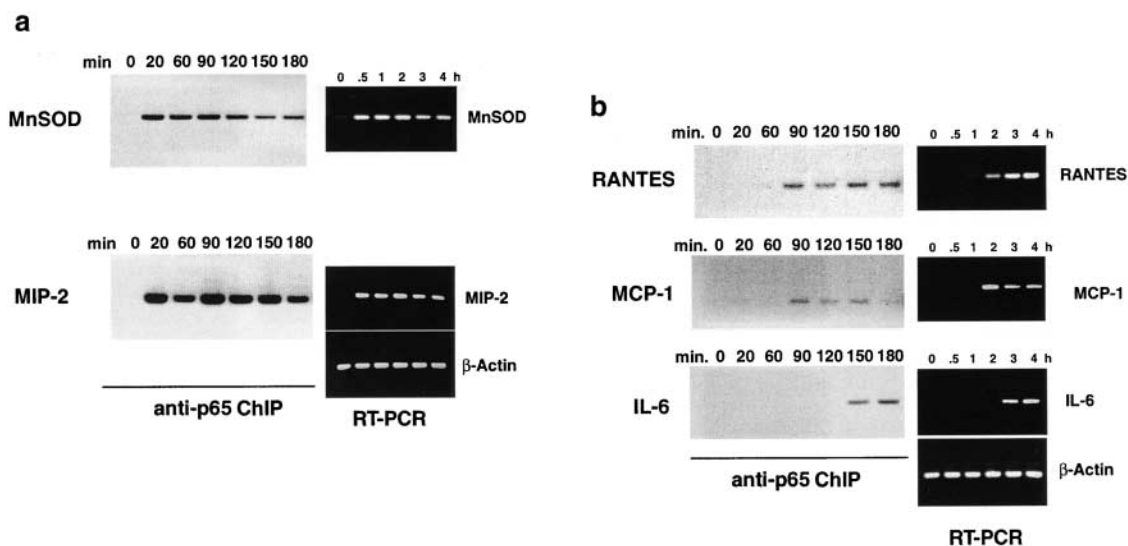 a
min 0 20 60 90 120 150 180
0 .5 1 2 3 4 h
MnSOD
MnSOD
min 0 20 60 90 120 150 180
MIP-2
MIP-2
β-Actin
anti-p65 ChIP
RT-PCR
b
min. 0 20 60 90 120 150 180
0 .5 1 2 3 4 h
RANTES
RANTES
min. 0 20 60 90 120 150 180
0 .5 1 2 3 4 h
MCP-1
MCP-1
min. 0 20 60 90 120 150 180
0 .5 1 2 3 4 h
IL-6
IL-6
β-Actin
anti-p65 ChIP
RT-PCR